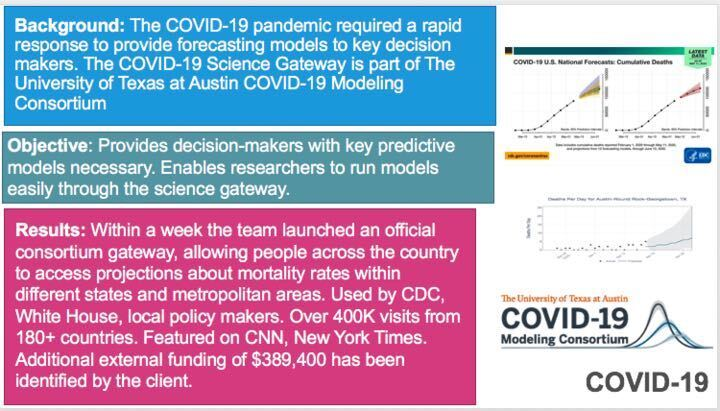 Background: The COVID-19 pandemic required a rapid
response to provide forecasting models to key decision
makers. The COVID-19 Science Gateway is part of The
University of Texas at Austin COVID-19 Modeling
Consortium
Objective: Provides decision-makers with key predictive
models necessary. Enables researchers to run models
easily through the science gateway.
Results: Within a week the team launched an official
consortium gateway, allowing people across the country
to access projections about mortality rates within
different states and metropolitan areas. Used by CDC,
White House, local policy makers. Over 400K visits from
180+ countries. Featured on CNN, New York Times.
Additional external funding of $389,400 has been
identified by the client.
LATEST
DATA
COVID-19 U.S. National Forecasts: Cumulative Deaths
cdc.gov/coronavirus
CDC
Deaths Per Day for Austin-Round Rock-Georgetown, TX
Deaths Per Day
The University of Texas at Austin
COVID-19
Modeling Consortium
COVID-19